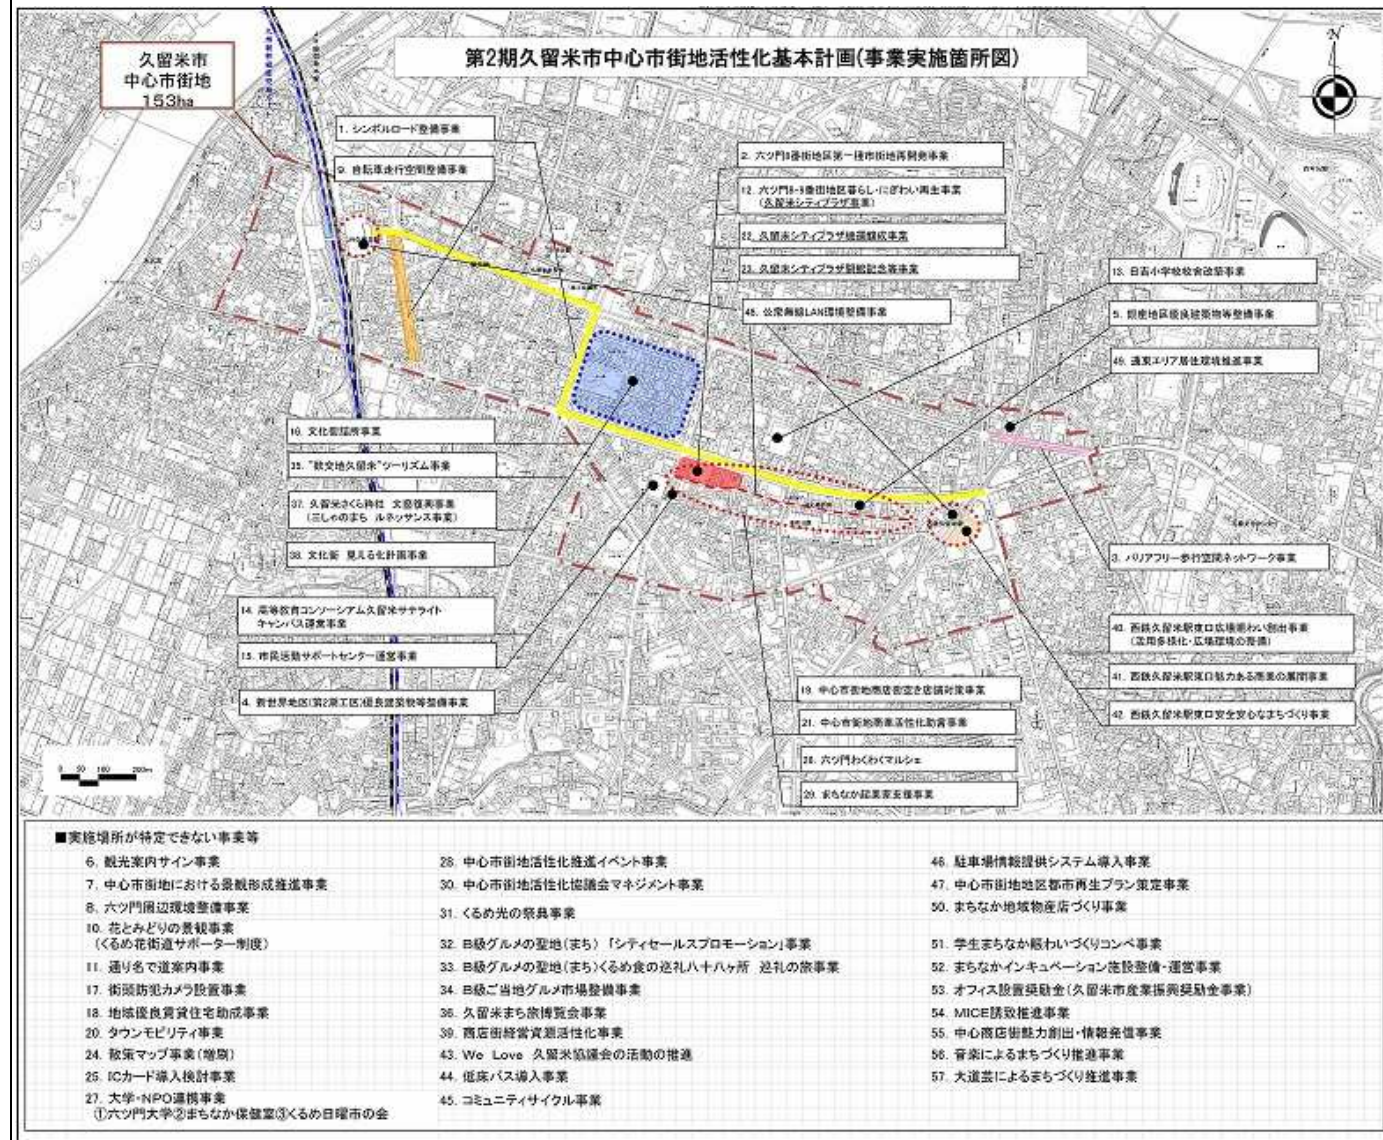 第2期久留米市中心市街地活性化基本計画(事業実施箇所図)
久留米市
中心市街地
153ha
N
1. シンボルロード整備事業
9. 自転車走行空間整備事業
2. 六ツ門8番街地区第一種市街地再開発事業
12. 六ツ門8・9番街地区暮らし・にぎわい再生事業
(久留米シティプラザ事業)
22. 久留米シティプラザ機運醸成事業
23. 久留米シティプラザ開館記念等事業
48. 公衆無線LAN環境整備事業
13. 日吉小学校校舎改築事業
5. 銀座地区優良建築物等整備事業
49. 通東エリア居住環境推進事業
16. 文化街詰所事業
35. "軟交地久留米"ツーリズム事業
37. 久留米さくら粋社 文壺復興事業
(三しゃのまち ルネッサンス事業)
38. 文化街 見える化計画事業
14. 高等教育コンソーシアム久留米サテライト
キャンパス運営事業
15. 市民活動サポートセンター運営事業
4. 新世界地区(第2期工区)優良建築物等整備事業
3. バリアフリー歩行空間ネットワーク事業
40. 西鉄久留米駅東口広場賑わい創出事業
(活用多様化・広場環境の整備)
41. 西鉄久留米駅東口魅力ある商業の展開事業
42. 西鉄久留米駅東口安全安心なまちづくり事業
19. 中心市街地商店街空き店舗対策事業
21. 中心市街地商業活性化助言事業
26. 六ツ門わくわくマルシェ
29. まちなか起業家支援事業
0 50 100 200m
■実施場所が特定できない事業等
6. 観光案内サイン事業
7. 中心市街地における景観形成推進事業
8. 六ツ門周辺環境整備事業
10. 花とみどりの景観事業
(くるめ花街道サポーター制度)
11. 通り名で道案内事業
17. 街頭防犯カメラ設置事業
18. 地域優良賃貸住宅助成事業
20. タウンモビリティ事業
24. 散策マップ事業(増刷)
25. ICカード導入検討事業
27. 大学・NPO連携事業
①六ツ門大学②まちなか保健室③くるめ日曜市の会
28. 中心市街地活性化推進イベント事業
30. 中心市街地活性化協議会マネジメント事業
31. くるめ光の祭典事業
32. B級グルメの聖地(まち) 「シティセールスプロモーション」事業
33. B級グルメの聖地(まち)くるめ食の巡礼八十八ヶ所 巡礼の旅事業
34. B級ご当地グルメ市場整備事業
36. 久留米まち旅博覧会事業
39. 商店街経営資源活性化事業
43. We Love 久留米協議会の活動の推進
44. 低床バス導入事業
45. コミュニティサイクル事業
46. 駐車場情報提供システム導入事業
47. 中心市街地地区都市再生プラン策定事業
50. まちなか地域物産店づくり事業
51. 学生まちなか賑わいづくりコンペ事業
52. まちなかインキュベーション施設整備・運営事業
53. オフィス設置奨励金(久留米市産業振興奨励金事業)
54. MICE誘致推進事業
55. 中心商店街魅力創出・情報発信事業
56. 音楽によるまちづくり推進事業
57. 大道芸によるまちづくり推進事業